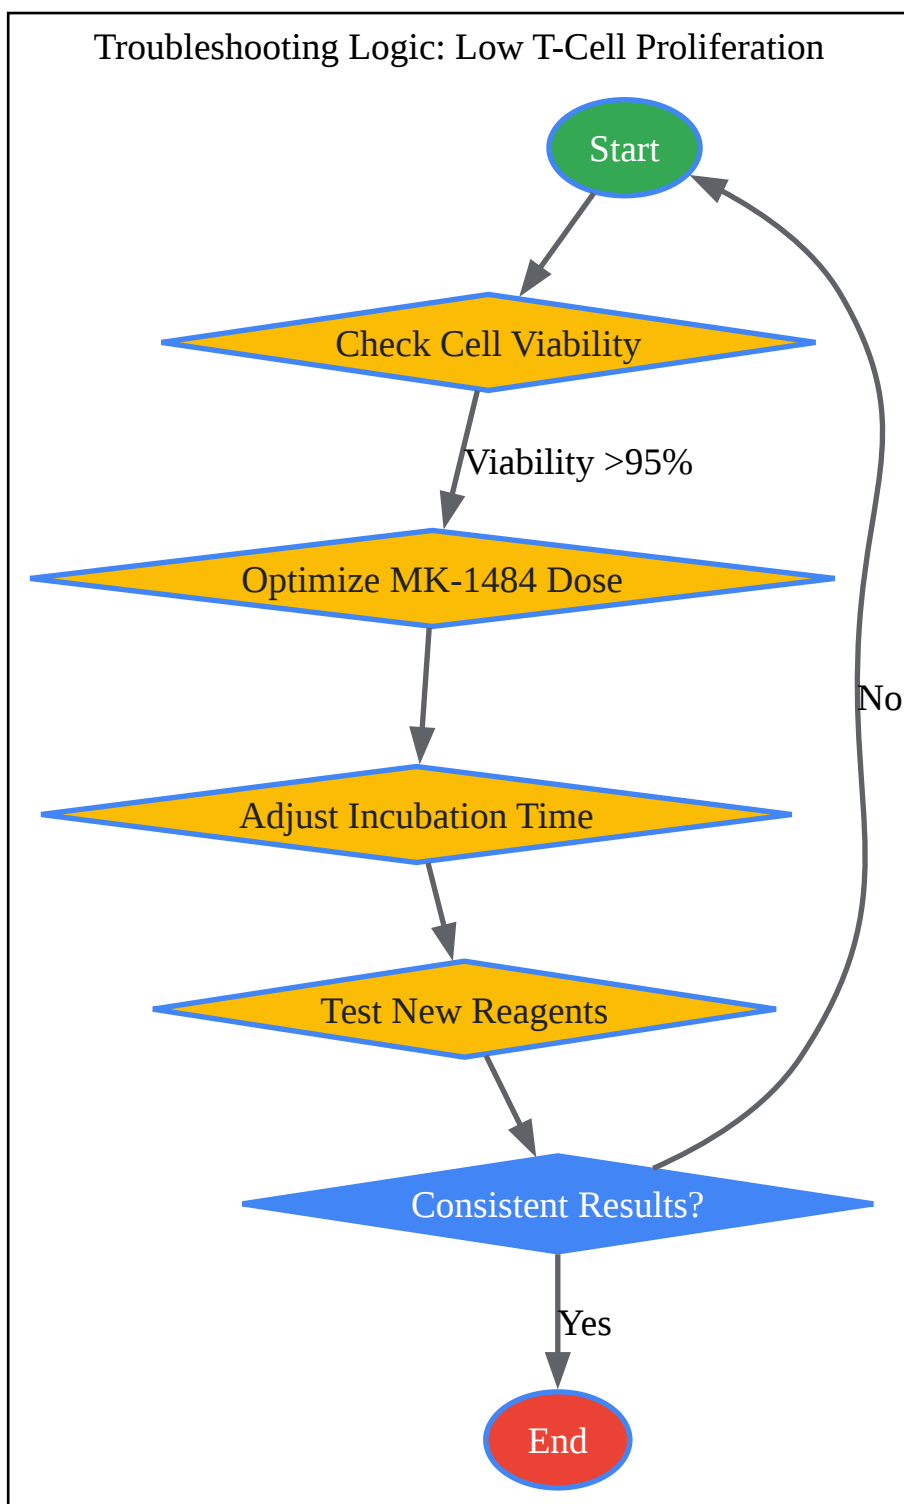 Troubleshooting Logic: Low T-Cell Proliferation
Start
Check Cell Viability
Viability >95%
Optimize MK-1484 Dose
No
Adjust Incubation Time
Test New Reagents
Consistent Results?
Yes
End